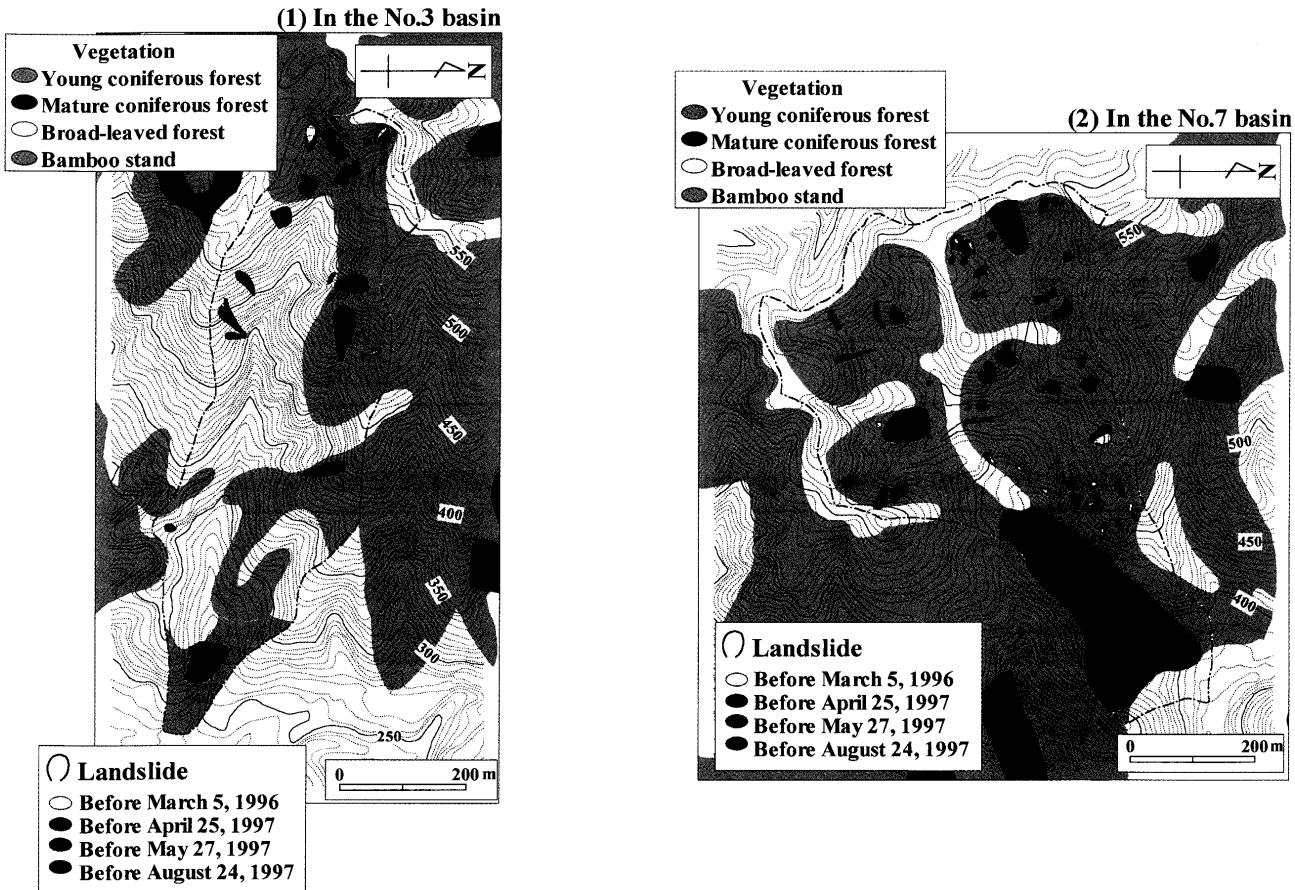 (1) In the No.3 basin
Vegetation
Young coniferous forest
Mature coniferous forest
Broad-leaved forest
Bamboo stand
N
550
500
450
400
350
300
250
Landslide
Before March 5, 1996
Before April 25, 1997
Before May 27, 1997
Before August 24, 1997
0 200 m
(2) In the No.7 basin
Vegetation
Young coniferous forest
Mature coniferous forest
Broad-leaved forest
Bamboo stand
N
550
500
450
400
Landslide
Before March 5, 1996
Before April 25, 1997
Before May 27, 1997
Before August 24, 1997
0 200 m